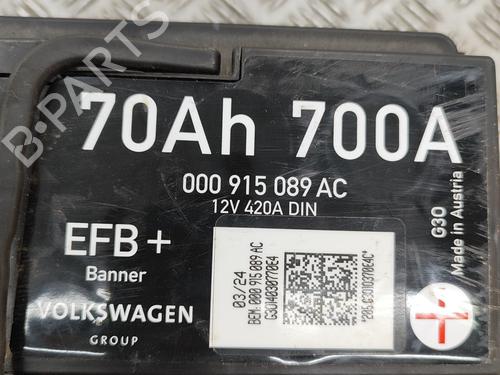 B-PARTS
70Ah 700A
000 915 089 AC
12V 420A DIN
EFB+
Banner
VOLKSWAGEN
GROUP
03/24
BEM: 000 915 089 AC
G30
Made in Austria